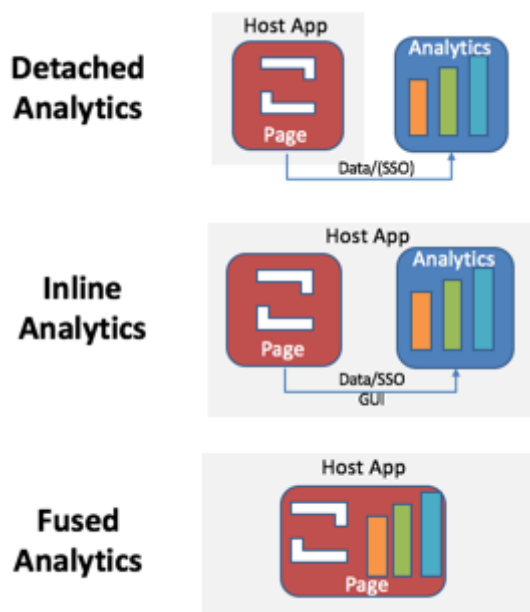 Detached
Analytics
Host App
Page
Analytics
Data/(SSO)
Inline
Analytics
Host App
Page
Analytics
Data/SSO
GUI
Fused
Analytics
Host App
Page